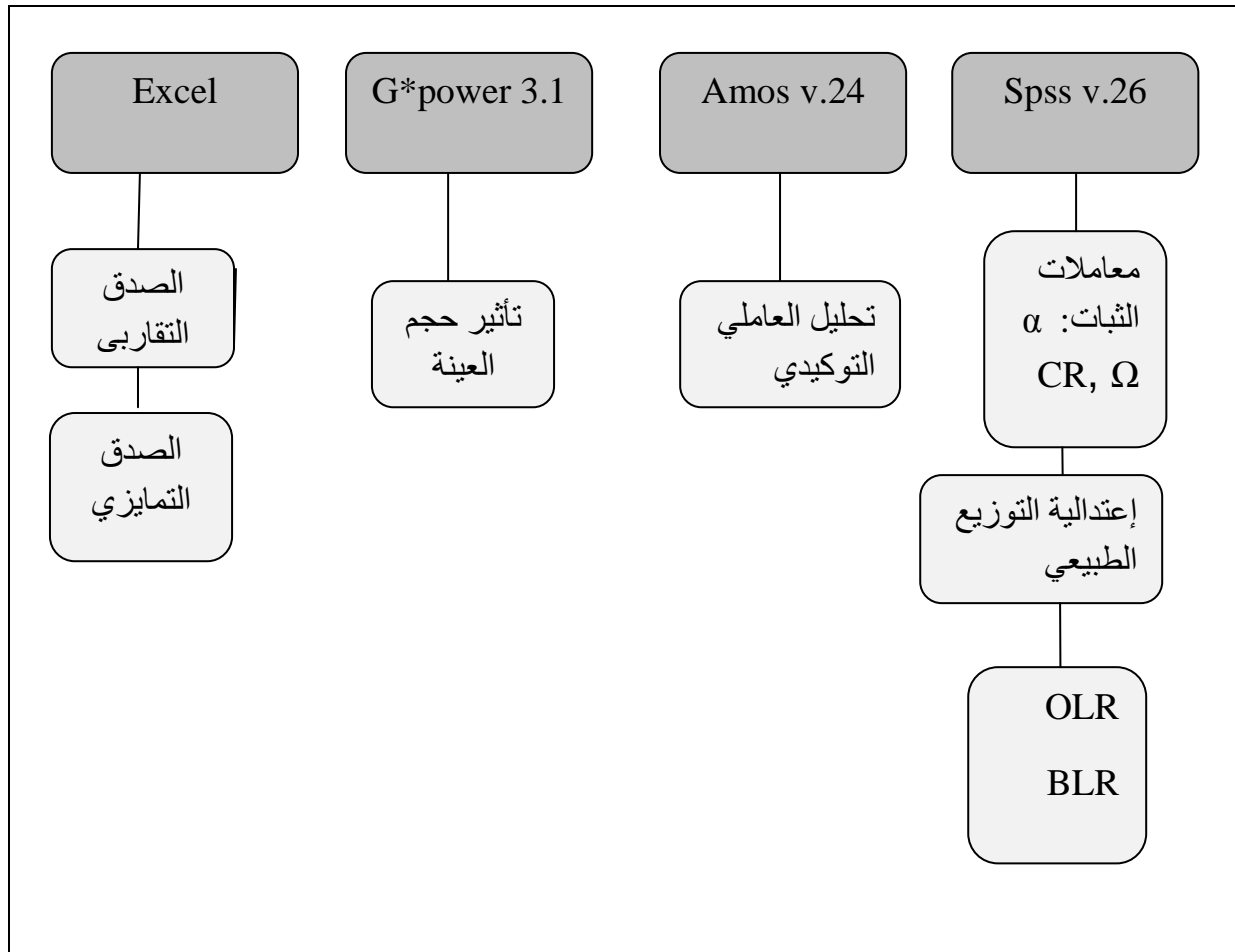 Excel
G*power 3.1
Amos v.24
Spss v.26
الصدق
التقاربى
الصدق
التمايزي
تأثير حجم
العينة
تحليل العاملي
التوكيدي
معاملات
الثبات: α
CR, Ω
إعتدالية التوزيع
الطبيعي
OLR
BLR